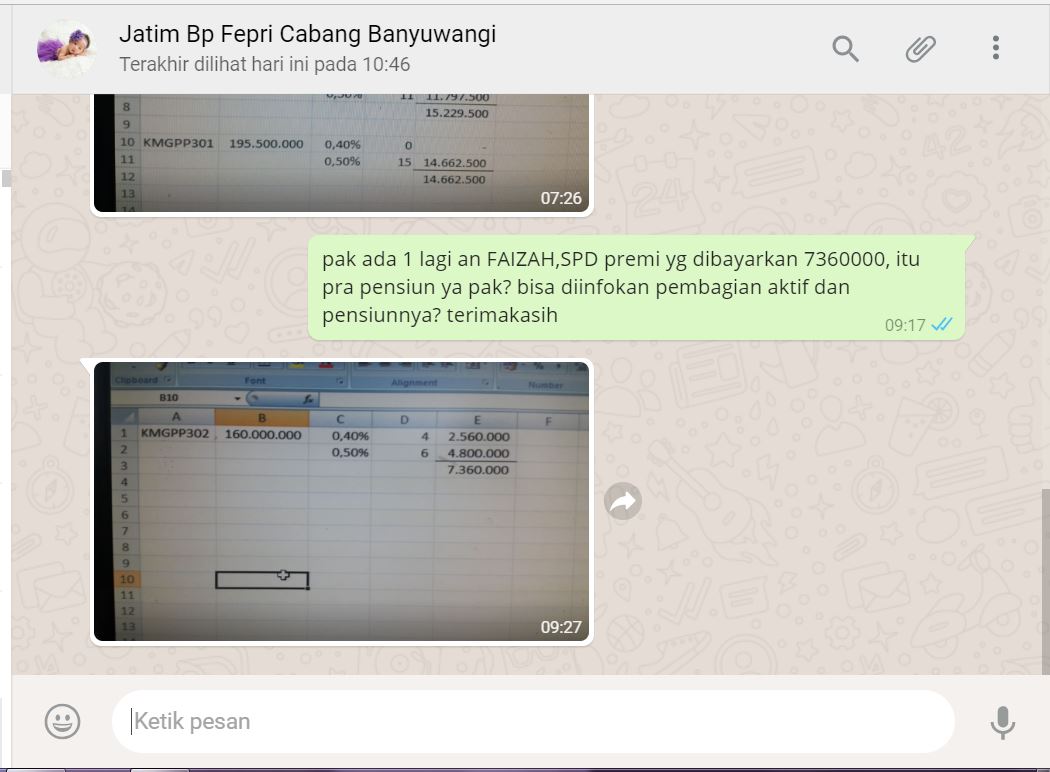 Jatim Bp Fepri Cabang Banyuwangi
Terakhir dilihat hari ini pada 10:46
0,50% 11 11.797.500
8 15.229.500
9
10 KMGPP301 195.500.000 0,40% 0 -
11 0,50% 15 14.662.500
12 14.662.500
13
14
07:26
pak ada 1 lagi an FAIZAH,SPD premi yg dibayarkan 7360000, itu
pra pensiun ya pak? bisa diinfokan pembagian aktif dan
pensiunnya? terimakasih
09:17
Clipboard Font Alignment Number
B10 fx
A B C D E F
1 KMGPP302 160.000.000 0,40% 4 2.560.000
2 0,50% 6 4.800.000
3 7.360.000
4
5
6
7
8
9
10
11
12
13
09:27
Ketik pesan